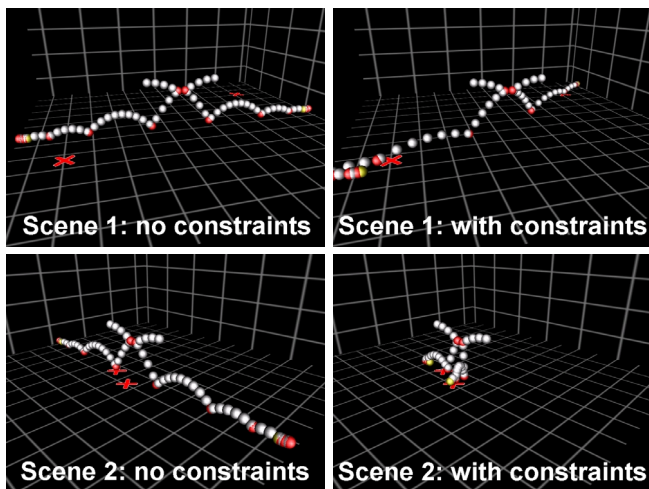 Scene 1: no constraints
Scene 1: with constraints
Scene 2: no constraints
Scene 2: with constraints